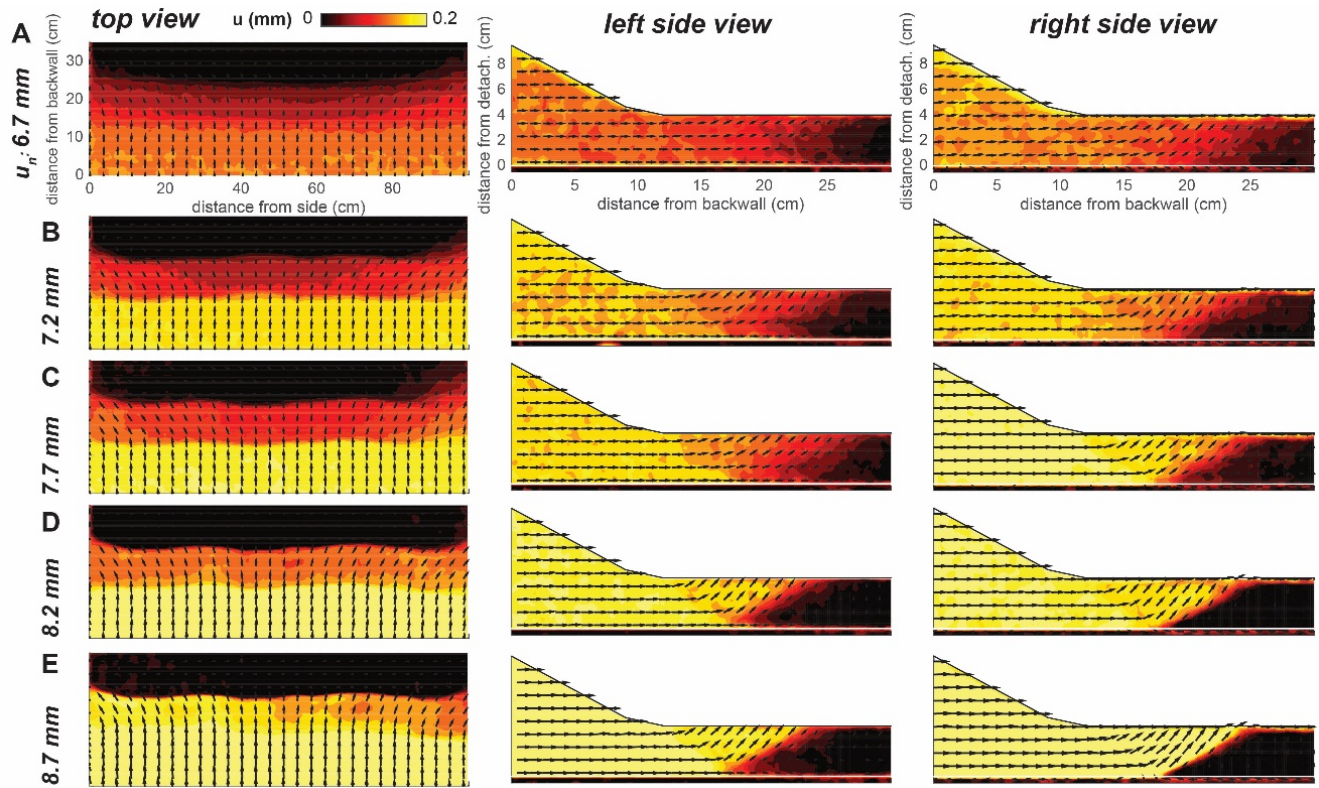 top view
u (mm) 0 0.2
left side view
right side view
A
u_n: 6.7 mm
distance from backwall (cm)
30
20
10
0
0 20 40 60 80
distance from side (cm)
distance from detach. (cm)
8
6
4
2
0
0 5 10 15 20 25
distance from backwall (cm)
distance from detach. (cm)
8
6
4
2
0
0 5 10 15 20 25
distance from backwall (cm)
B
7.2 mm
C
7.7 mm
D
8.2 mm
E
8.7 mm